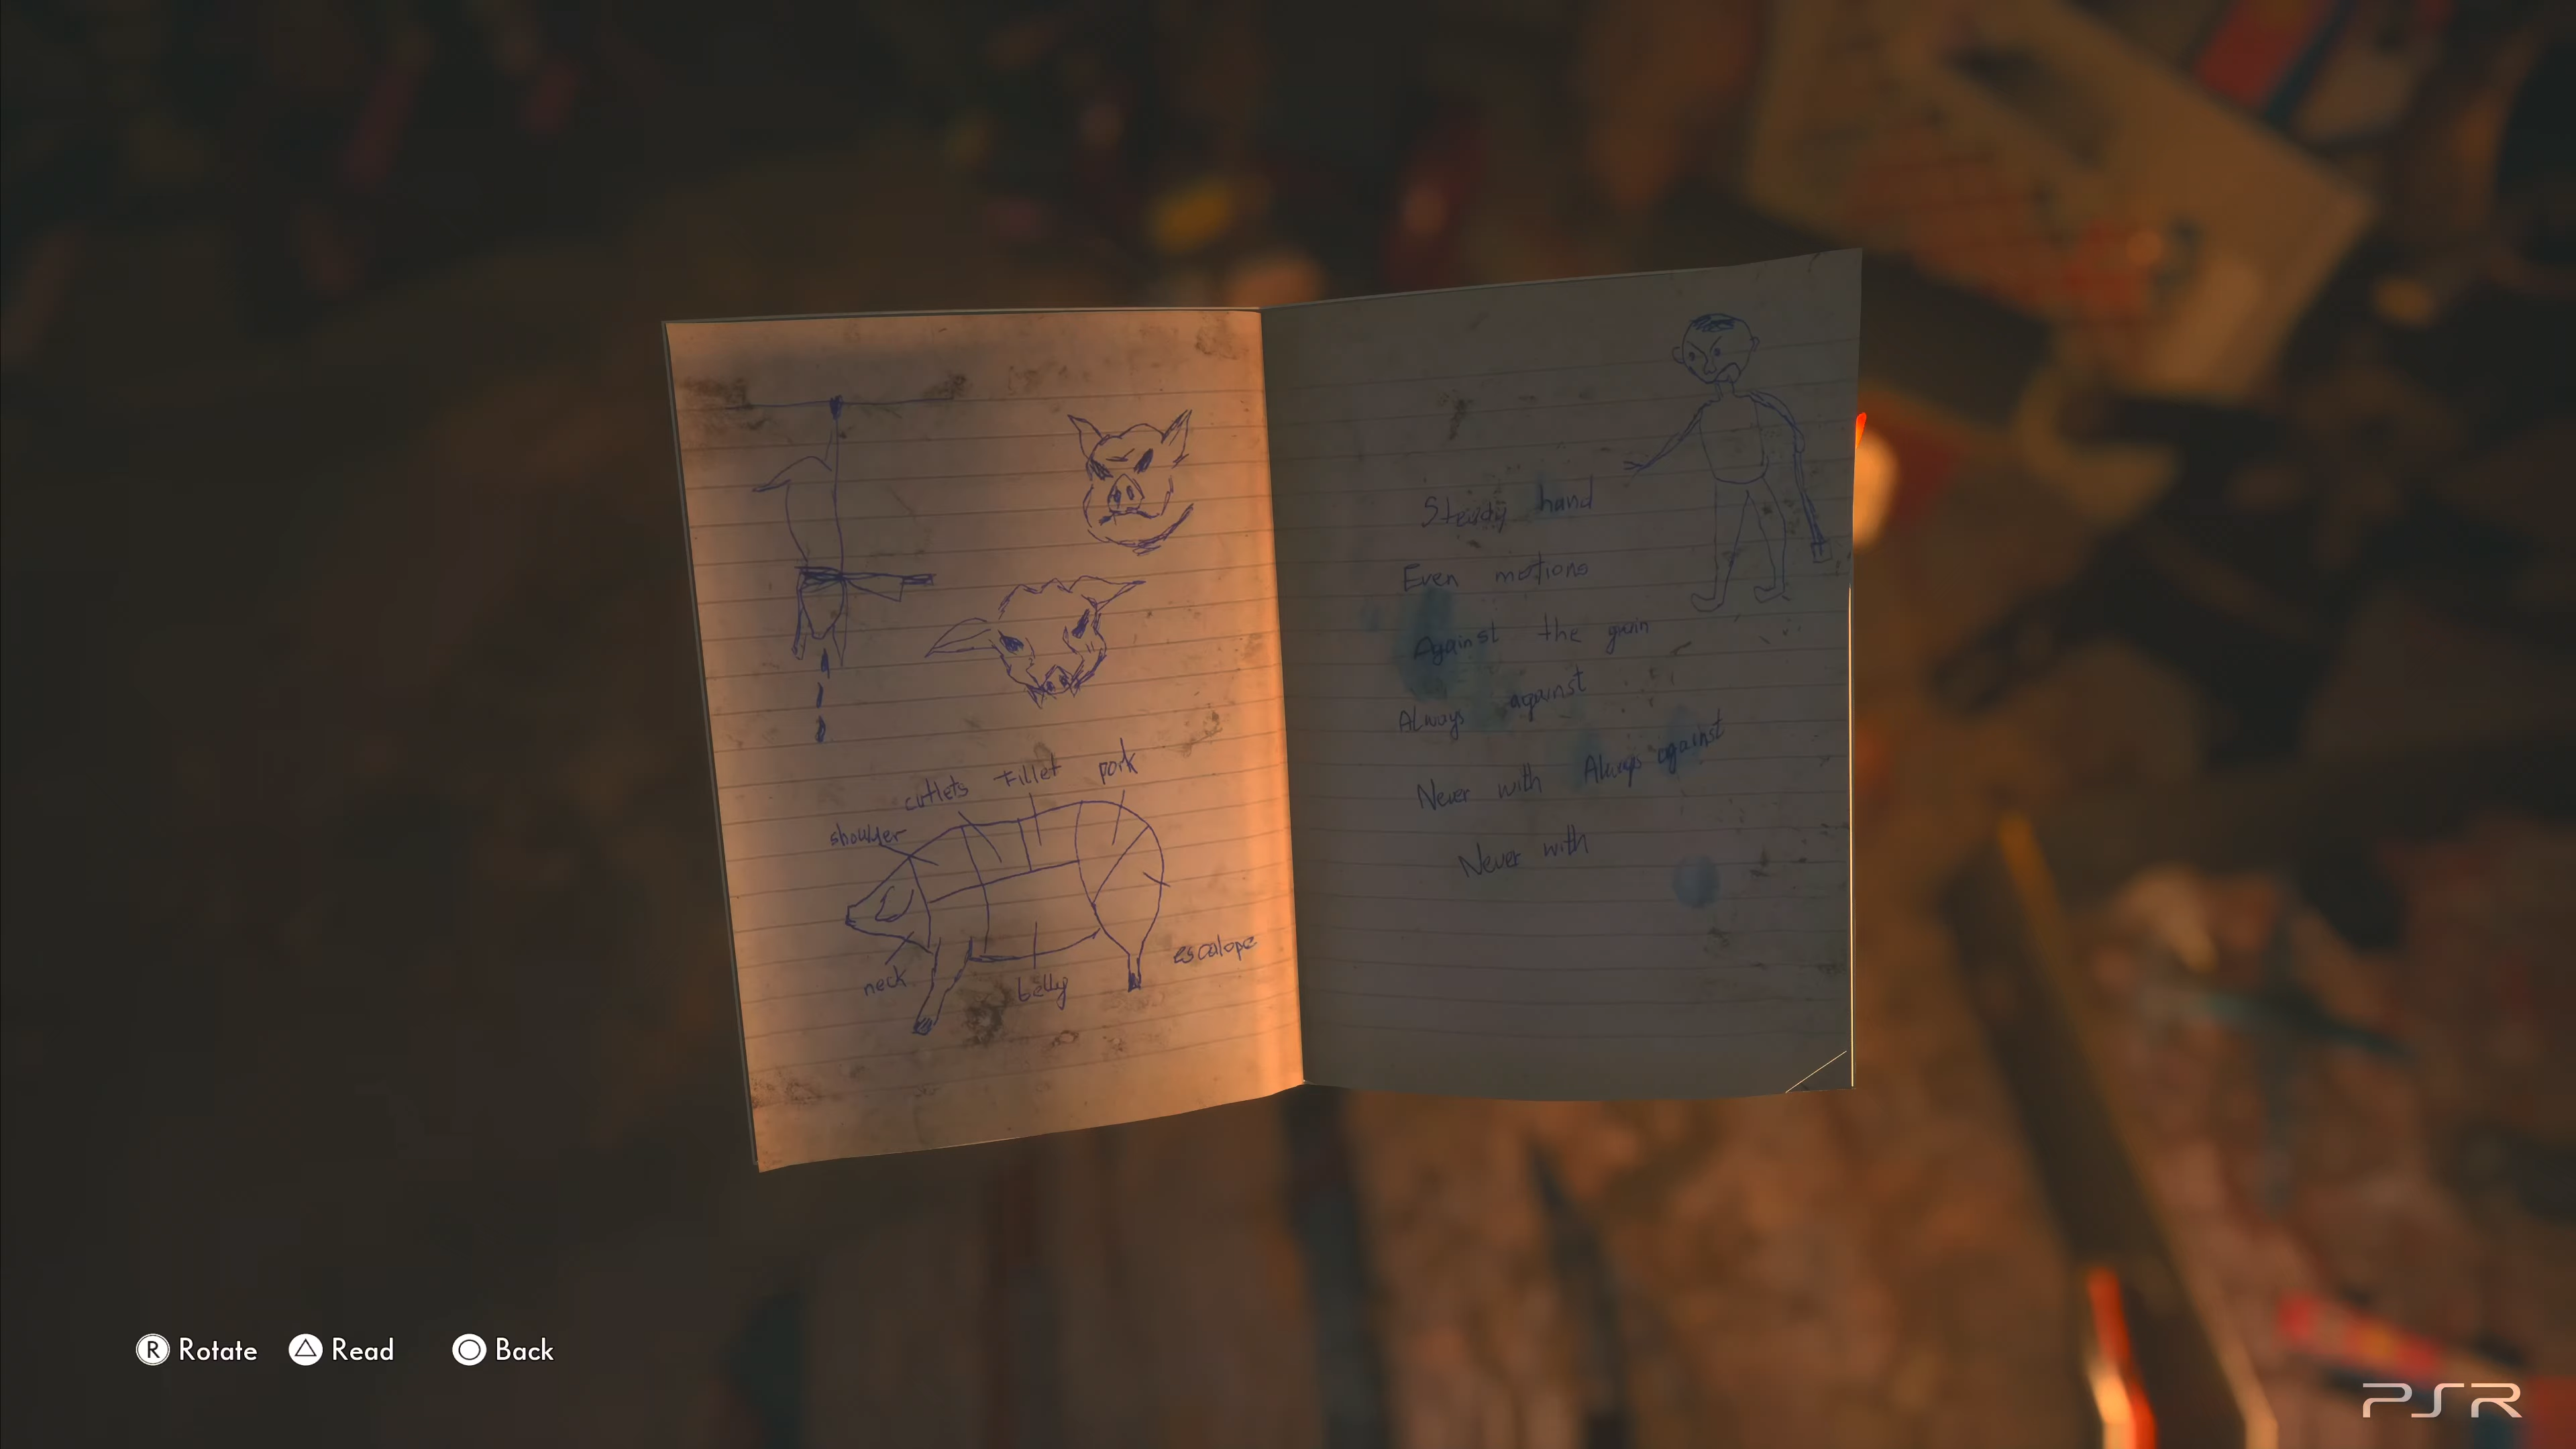 cutlets Fillet pork
shoulder
neck
belly
escalope
Steady hand
Even motions
Against the grain
Always against
Never with Always against
Never with
R Rotate
Read
Back
PSR